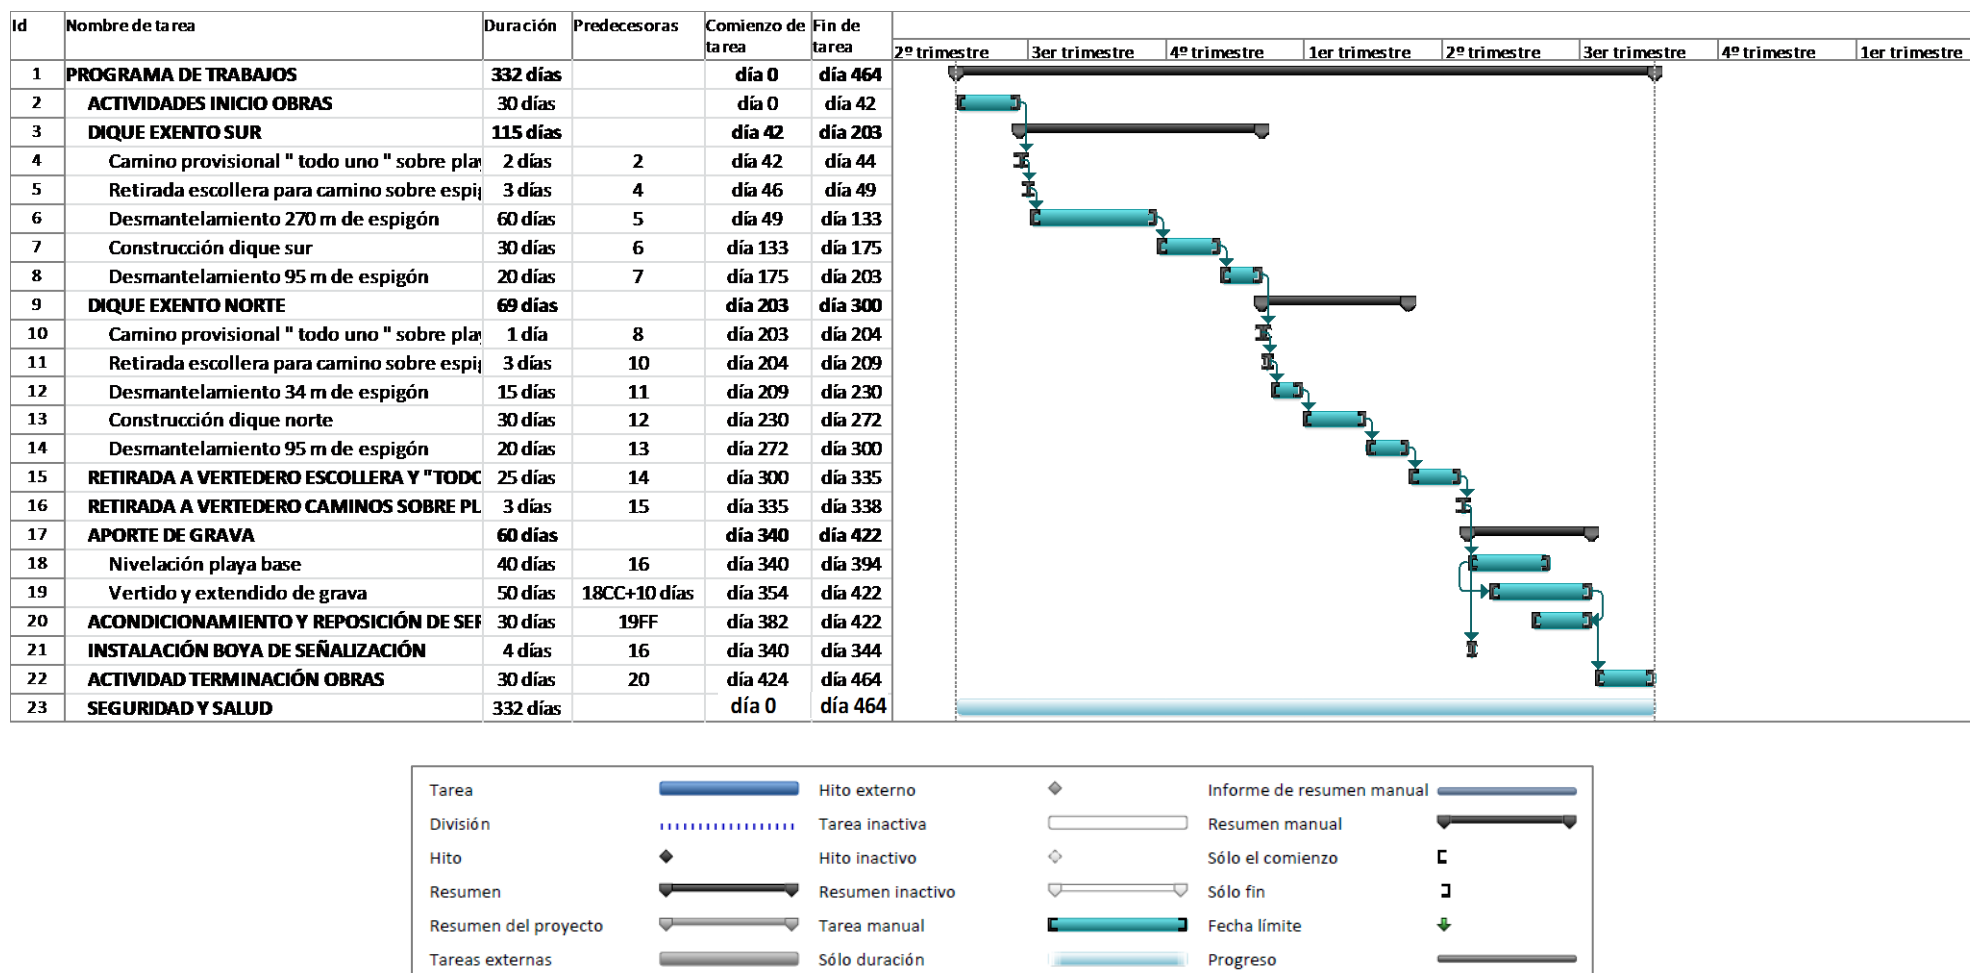 Id Nombre de tarea Duración Predecesoras Comienzo de tarea Fin de tarea
2º trimestre 3er trimestre 4º trimestre 1er trimestre 2º trimestre 3er trimestre 4º trimestre 1er trimestre
1 PROGRAMA DE TRABAJOS 332 días día 0 día 464
2 ACTIVIDADES INICIO OBRAS 30 días día 0 día 42
3 DIQUE EXENTO SUR 115 días día 42 día 203
4 Camino provisional " todo uno " sobre play 2 días 2 día 42 día 44
5 Retirada escollera para camino sobre espig 3 días 4 día 46 día 49
6 Desmantelamiento 270 m de espigón 60 días 5 día 49 día 133
7 Construcción dique sur 30 días 6 día 133 día 175
8 Desmantelamiento 95 m de espigón 20 días 7 día 175 día 203
9 DIQUE EXENTO NORTE 69 días día 203 día 300
10 Camino provisional " todo uno " sobre play 1 día 8 día 203 día 204
11 Retirada escollera para camino sobre espig 3 días 10 día 204 día 209
12 Desmantelamiento 34 m de espigón 15 días 11 día 209 día 230
13 Construcción dique norte 30 días 12 día 230 día 272
14 Desmantelamiento 95 m de espigón 20 días 13 día 272 día 300
15 RETIRADA A VERTEDERO ESCOLLERA Y "TODO 25 días 14 día 300 día 335
16 RETIRADA A VERTEDERO CAMINOS SOBRE PL 3 días 15 día 335 día 338
17 APORTE DE GRAVA 60 días día 340 día 422
18 Nivelación playa base 40 días 16 día 340 día 394
19 Vertido y extendido de grava 50 días 18CC+10 días día 354 día 422
20 ACONDICIONAMIENTO Y REPOSICIÓN DE SER 30 días 19FF día 382 día 422
21 INSTALACIÓN BOYA DE SEÑALIZACIÓN 4 días 16 día 340 día 344
22 ACTIVIDAD TERMINACIÓN OBRAS 30 días 20 día 424 día 464
23 SEGURIDAD Y SALUD 332 días día 0 día 464
Tarea Hito externo Informe de resumen manual
División Tarea inactiva Resumen manual
Hito Hito inactivo Sólo el comienzo
Resumen Resumen inactivo Sólo fin
Resumen del proyecto Tarea manual Fecha límite
Tareas externas Sólo duración Progreso